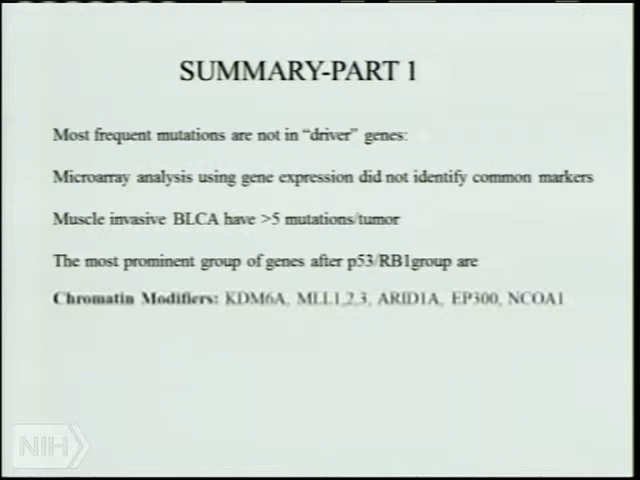 SUMMARY-PART 1
Most frequent mutations are not in "driver" genes:
Microarray analysis using gene expression did not identify common markers
Muscle invasive BLCA have >5 mutations/tumor
The most prominent group of genes after p53/RB1group are
Chromatin Modifiers: KDM6A, MLL1,2,3, ARID1A, EP300, NCOA1
NIH